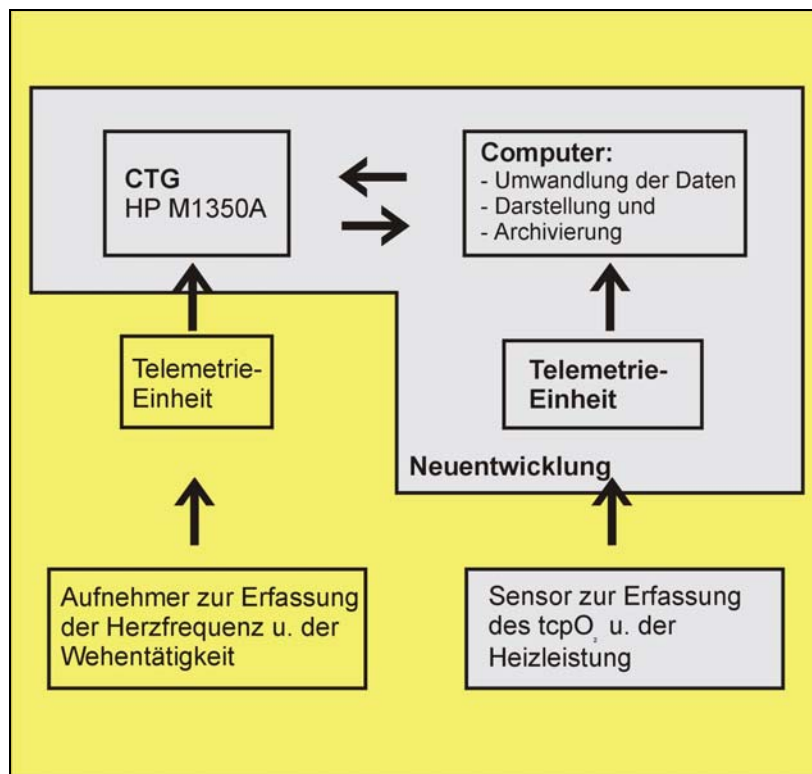 CTG
HP M1350A
Computer:
- Umwandlung der Daten
- Darstellung und
- Archivierung
Telemetrie-
Einheit
Telemetrie-
Einheit
Neuentwicklung
Aufnehmer zur Erfassung
der Herzfrequenz u. der
Wehentätigkeit
Sensor zur Erfassung
des tcpO₂ u. der
Heizleistung